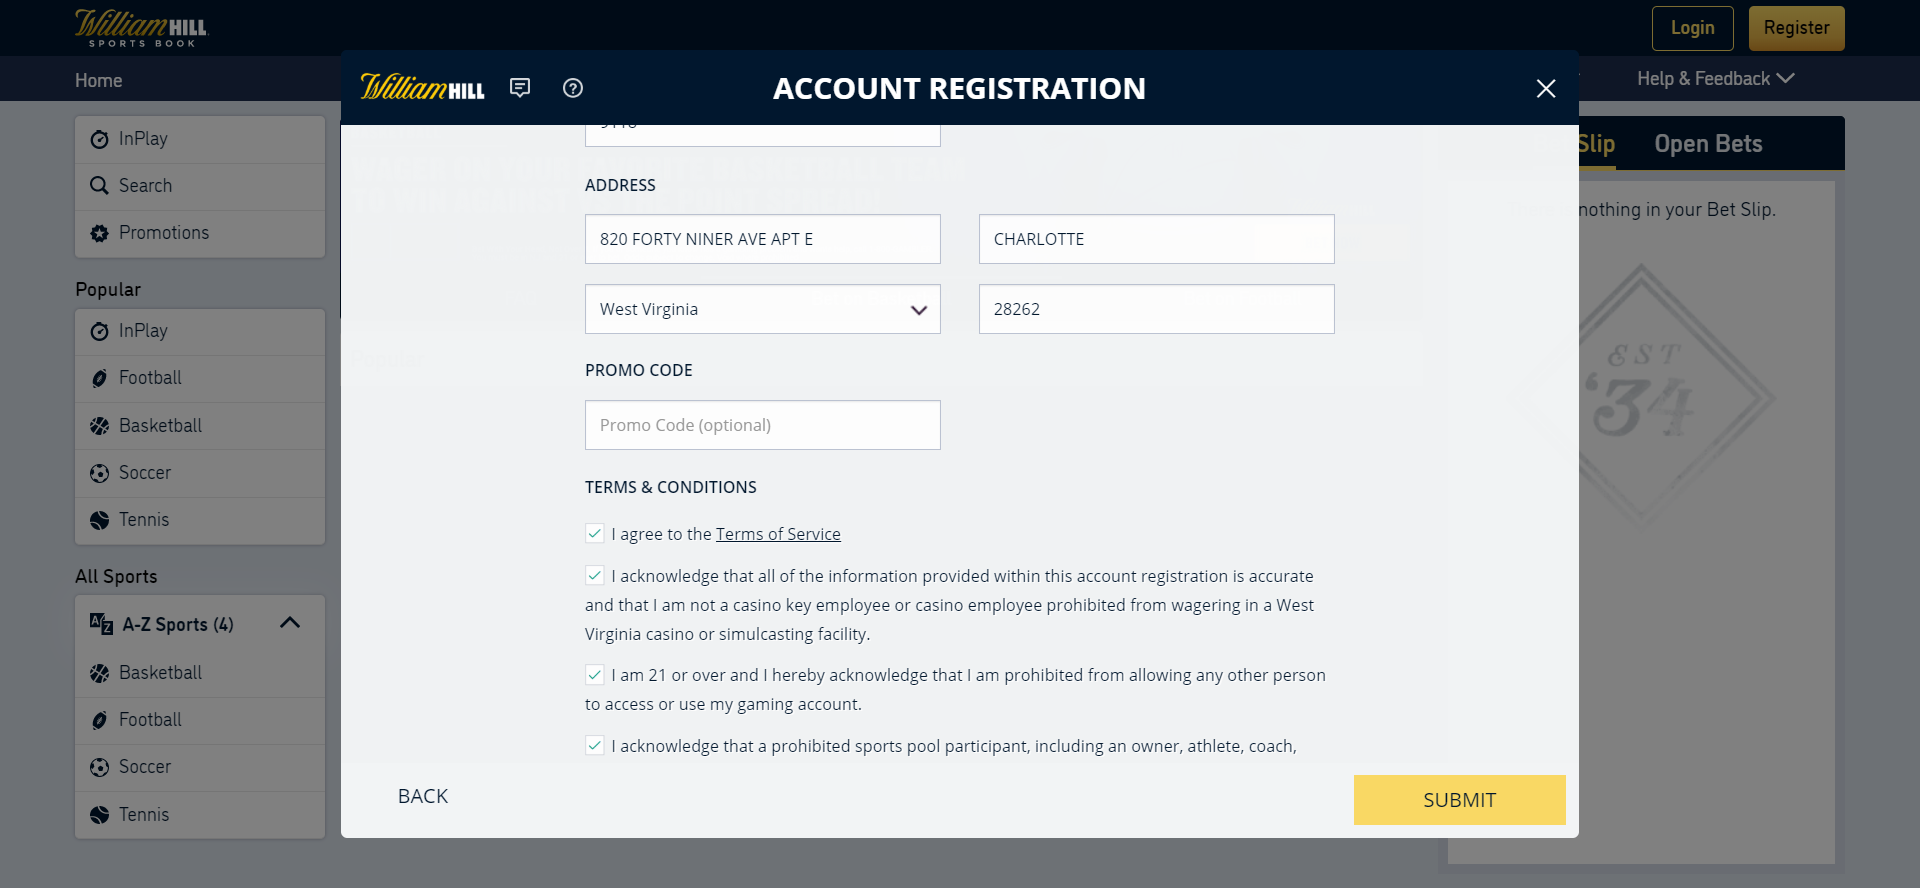 William HILL
SPORTS BOOK
Login
Register
Home
Help & Feedback
William HILL
ACCOUNT REGISTRATION
InPlay
Search
Promotions
Popular
InPlay
Football
Basketball
Soccer
Tennis
All Sports
A-Z Sports (4)
Basketball
Football
Soccer
Tennis
ADDRESS
820 FORTY NINER AVE APT E
CHARLOTTE
West Virginia
28262
PROMO CODE
Promo Code (optional)
TERMS & CONDITIONS
I agree to the Terms of Service
I acknowledge that all of the information provided within this account registration is accurate
and that I am not a casino key employee or casino employee prohibited from wagering in a West
Virginia casino or simulcasting facility.
I am 21 or over and I hereby acknowledge that I am prohibited from allowing any other person
to access or use my gaming account.
I acknowledge that a prohibited sports pool participant, including an owner, athlete, coach,
BACK
SUBMIT
Slip
Open Bets
nothing in your Bet Slip.
EST
'34